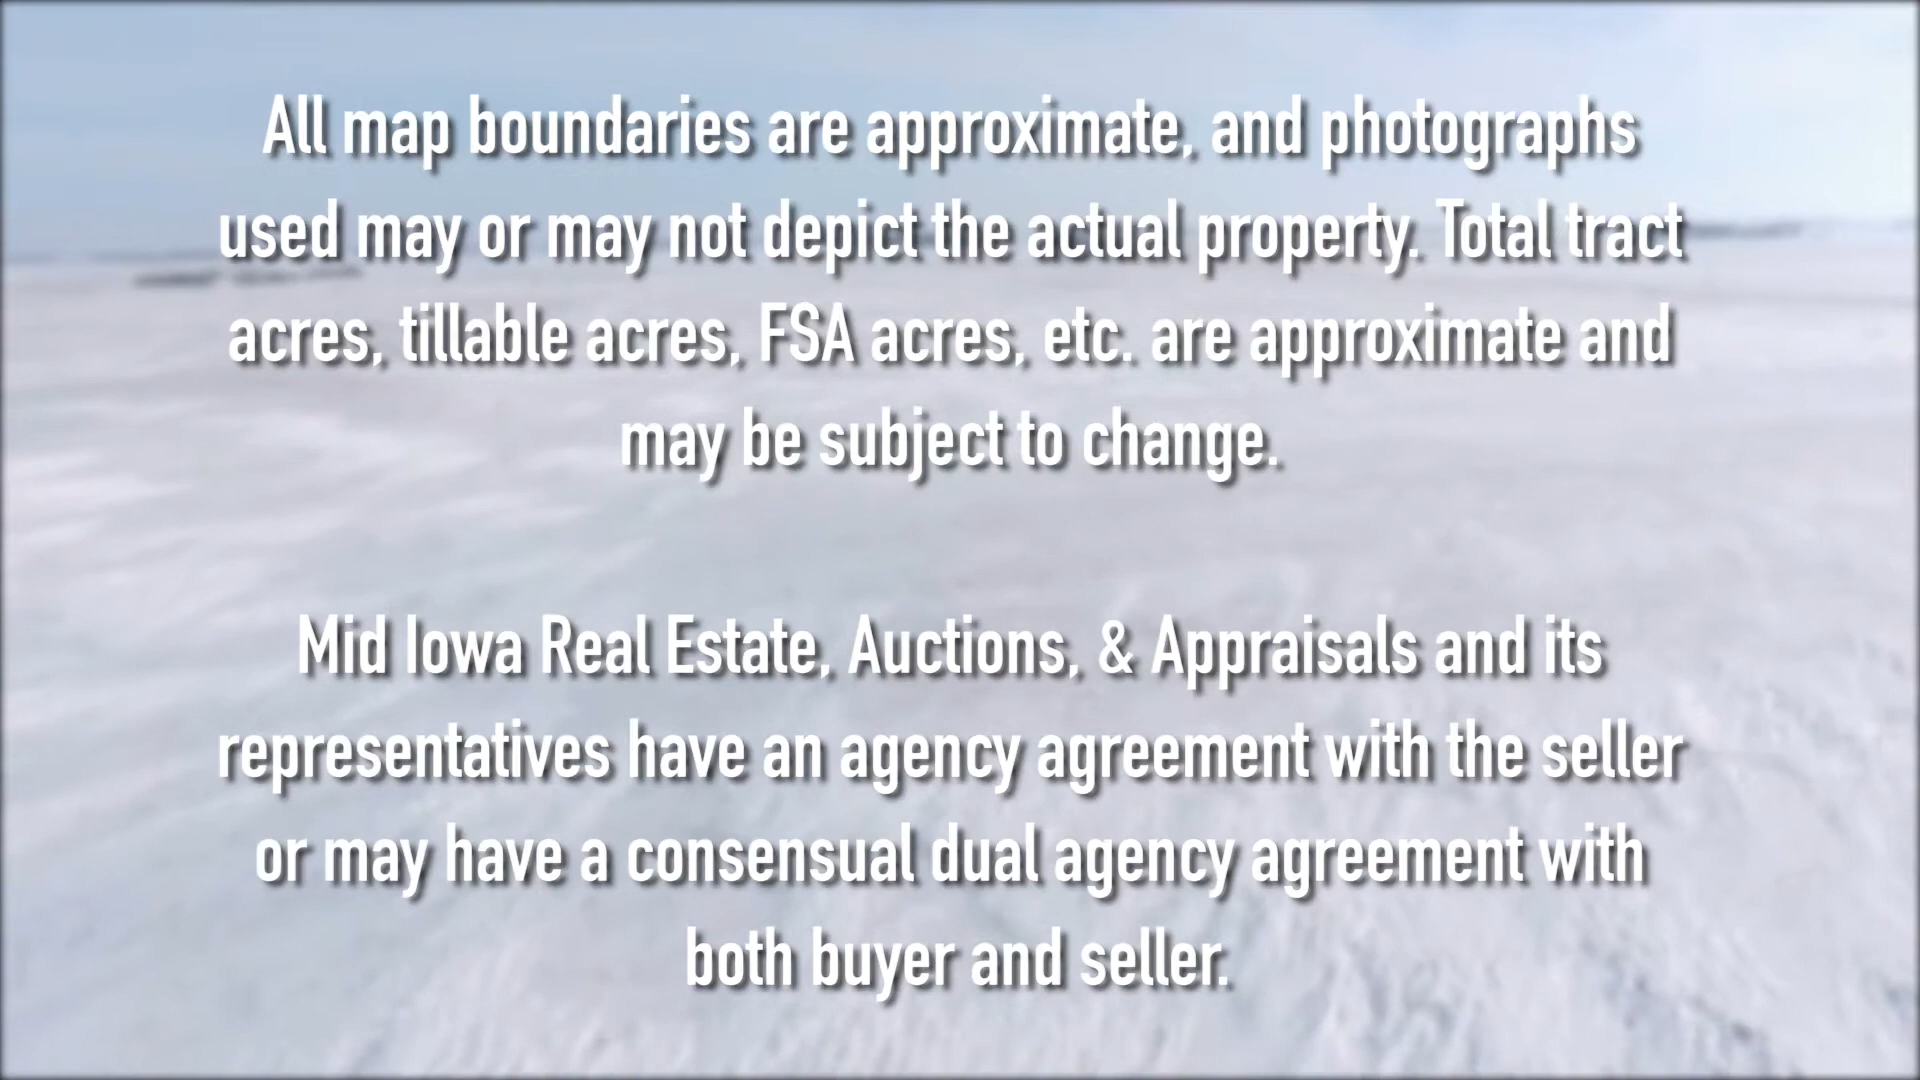 All map boundaries are approximate, and photographs
used may or may not depict the actual property. Total tract
acres, tillable acres, FSA acres, etc. are approximate and
may be subject to change.
Mid Iowa Real Estate, Auctions, & Appraisals and its
representatives have an agency agreement with the seller
or may have a consensual dual agency agreement with
both buyer and seller.